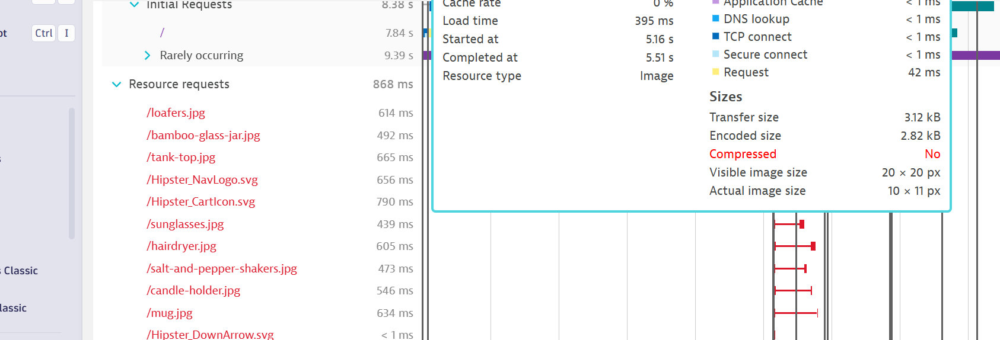 Initial Requests 8.38 s
/ 7.84 s
Rarely occurring 9.39 s
Resource requests 868 ms
/loafers.jpg 614 ms
/bamboo-glass-jar.jpg 492 ms
/tank-top.jpg 665 ms
/Hipster_NavLogo.svg 656 ms
/Hipster_CartIcon.svg 790 ms
/sunglasses.jpg 439 ms
/hairdryer.jpg 605 ms
/salt-and-pepper-shakers.jpg 473 ms
/candle-holder.jpg 546 ms
/mug.jpg 634 ms
/Hipster_DownArrow.svg < 1 ms
Ctrl I
Classic
lassic
Cache rate 0 %
Load time 395 ms
Started at 5.16 s
Completed at 5.51 s
Resource type Image
Application Cache < 1 ms
DNS lookup < 1 ms
TCP connect < 1 ms
Secure connect < 1 ms
Request 42 ms
Sizes
Transfer size 3.12 kB
Encoded size 2.82 kB
Compressed No
Visible image size 20 × 20 px
Actual image size 10 × 11 px